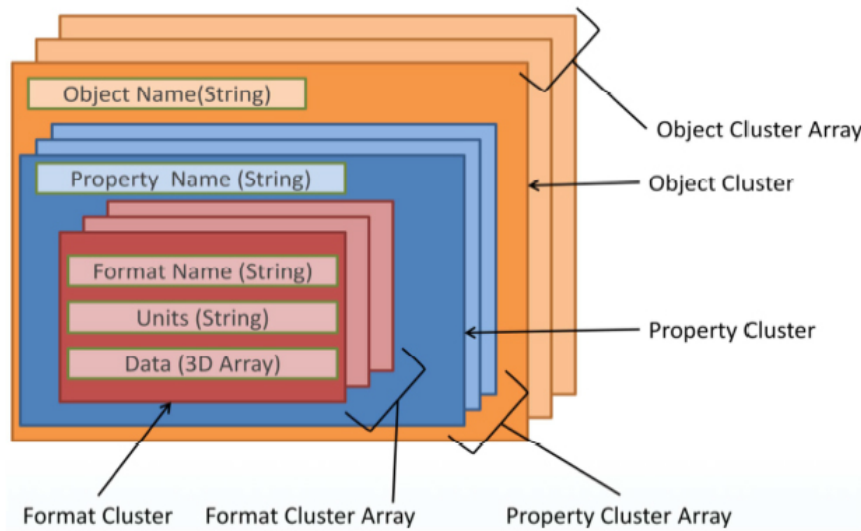 Object Name(String)
Property Name (String)
Format Name (String)
Units (String)
Data (3D Array)
Object Cluster Array
Object Cluster
Property Cluster
Format Cluster
Format Cluster Array
Property Cluster Array